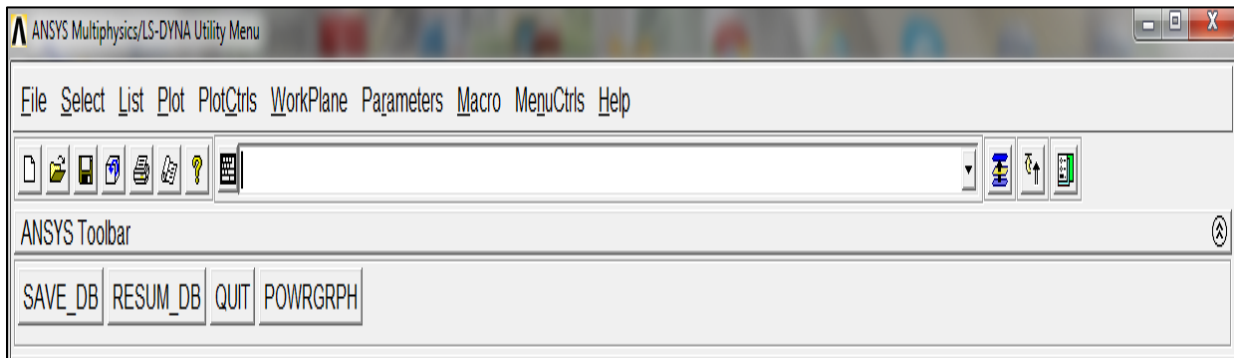 ANSYS Multiphysics/LS-DYNA Utility Menu
File Select List Plot PlotCtrls WorkPlane Parameters Macro MenuCtrls Help
ANSYS Toolbar
SAVE_DB RESUM_DB QUIT POWRGRPH